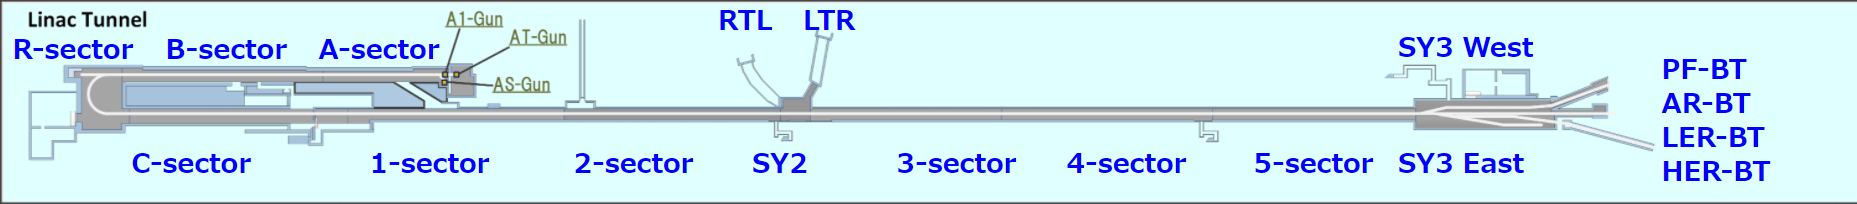 Linac Tunnel
R-sector
B-sector
A-sector
A1-Gun
AT-Gun
AS-Gun
RTL
LTR
SY3 West
PF-BT
AR-BT
LER-BT
HER-BT
C-sector
1-sector
2-sector
SY2
3-sector
4-sector
5-sector
SY3 East